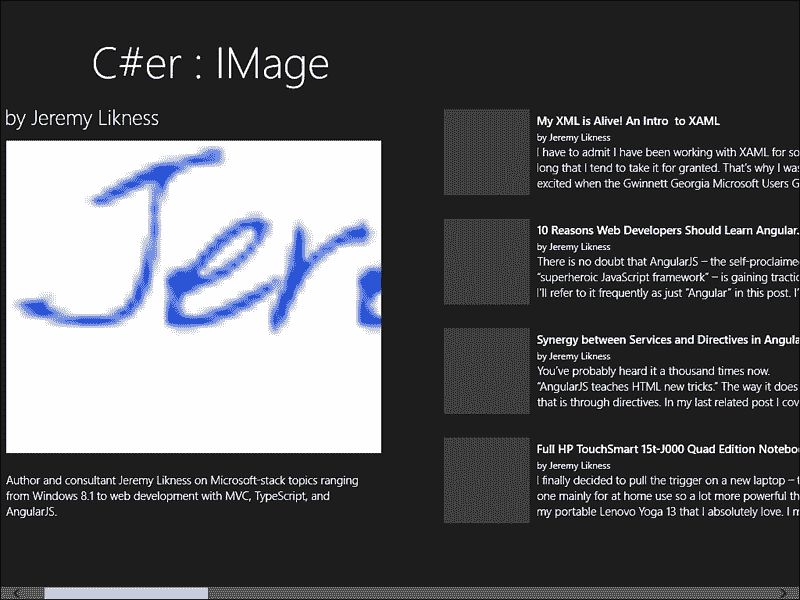 C#er : IMage
by Jeremy Likness
Jer
Author and consultant Jeremy Likness on Microsoft-stack topics ranging
from Windows 8.1 to web development with MVC, TypeScript, and
AngularJS.
My XML is Alive! An Intro to XAML
by Jeremy Likness
I have to admit I have been working with XAML for so
long that I tend to take it for granted. That's why I was
excited when the Gwinnett Georgia Microsoft Users G
10 Reasons Web Developers Should Learn Angular.
by Jeremy Likness
There is no doubt that AngularJS – the self-proclaimed
“superheroic JavaScript framework” – is gaining tractio
I'll refer to it frequently as just “Angular” in this post. I'
Synergy between Services and Directives in Angula
by Jeremy Likness
You've probably heard it a thousand times now.
“AngularJS teaches HTML new tricks.” The way it does
that is through directives. In my last related post I cov
Full HP TouchSmart 15t-J000 Quad Edition Notebo
by Jeremy Likness
I finally decided to pull the trigger on a new laptop – t
one mainly for at home use so a lot more powerful th
my portable Lenovo Yoga 13 that I absolutely love. I m